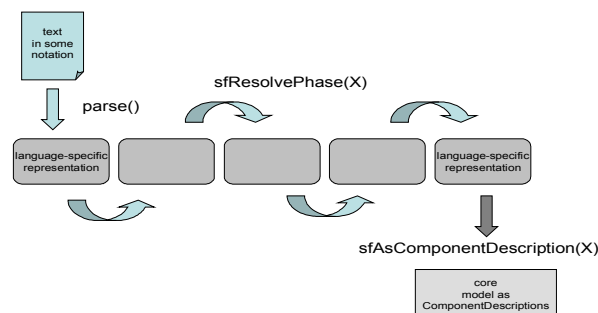 text
in some
notation
sfResolvePhase(X)
parse()
language-specific
representation
language-specific
representation
sfAsComponentDescription(X)
core
model as
ComponentDescriptions